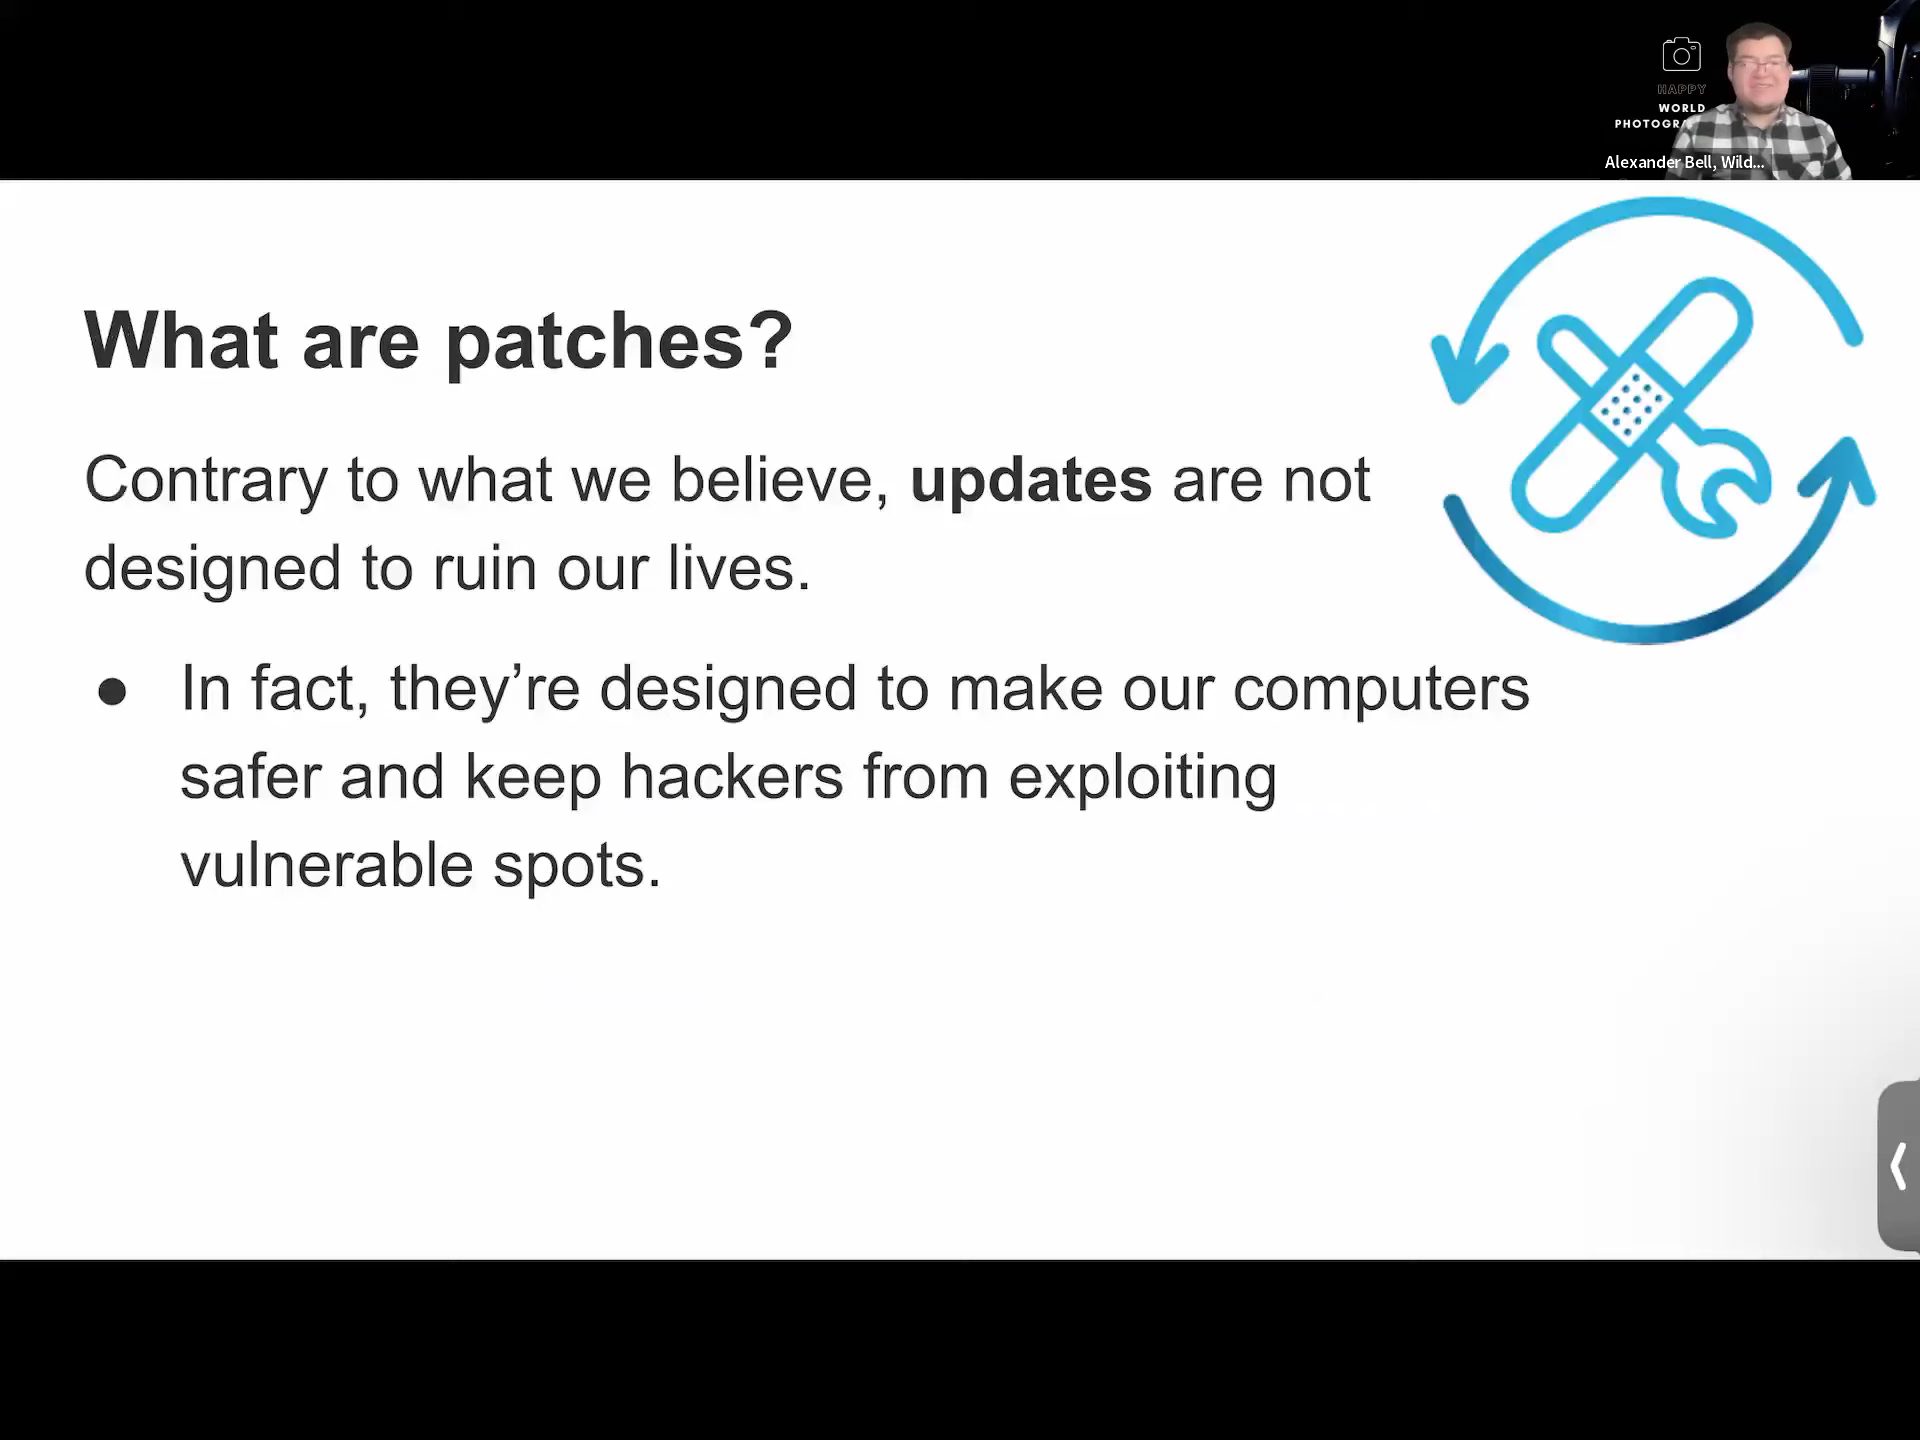 HAPPY
WORLD
PHOTOGRA
Alexander Bell, Wild...
What are patches?
Contrary to what we believe, updates are not
designed to ruin our lives.
● In fact, they’re designed to make our computers
safer and keep hackers from exploiting
vulnerable spots.